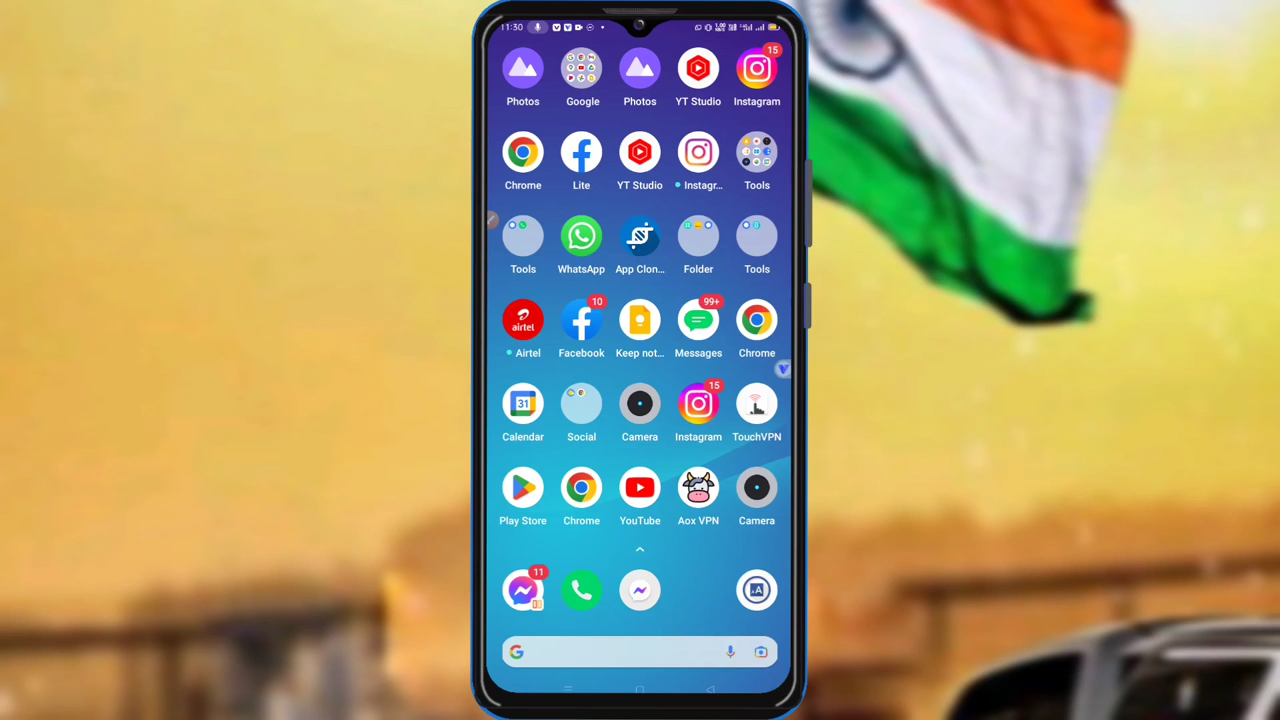 11:30
15
Photos Google Photos YT Studio Instagram
Chrome Lite YT Studio Instagr... Tools
Tools WhatsApp App Clon... Folder Tools
airtel 10 99+
Airtel Facebook Keep not... Messages Chrome
31 15
Calendar Social Camera Instagram TouchVPN
Play Store Chrome YouTube Aox VPN Camera
11
A